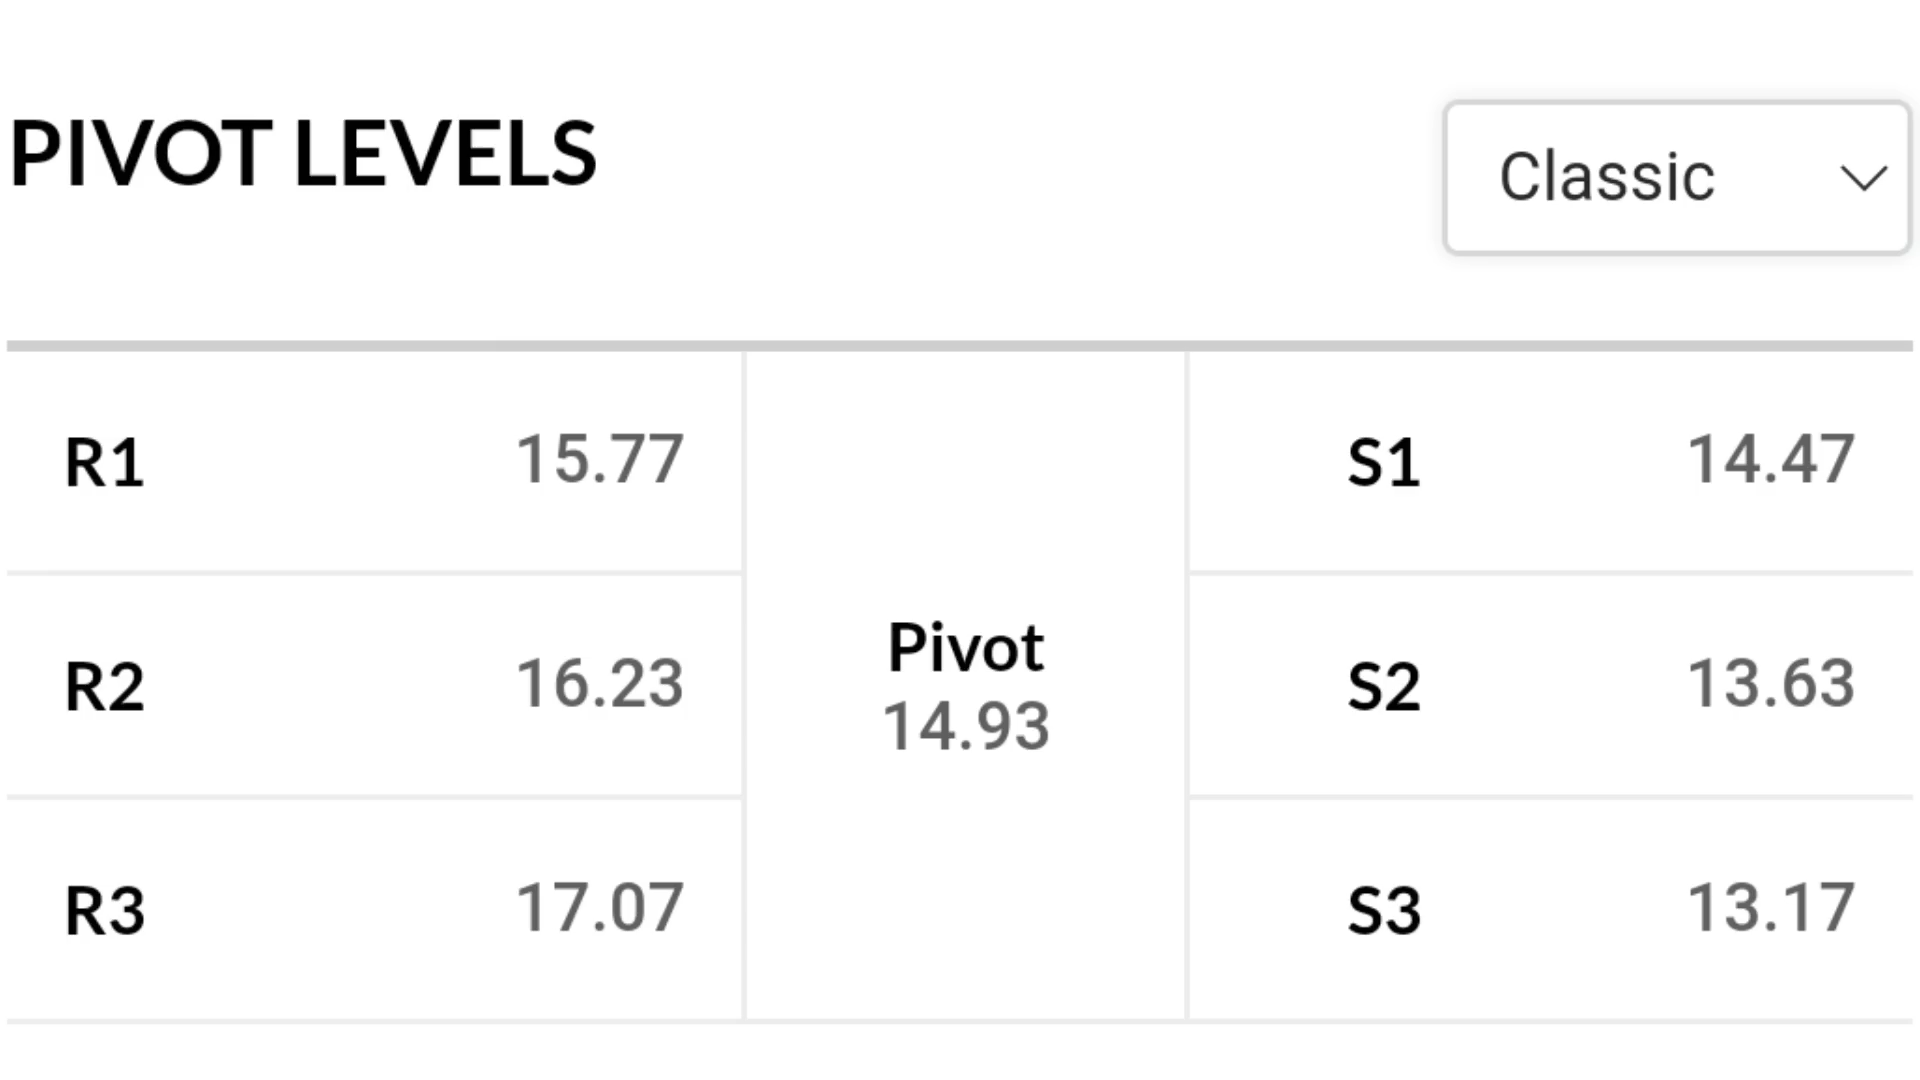 PIVOT LEVELS
Classic
R1 15.77
S1 14.47
Pivot
14.93
R2 16.23
S2 13.63
R3 17.07
S3 13.17